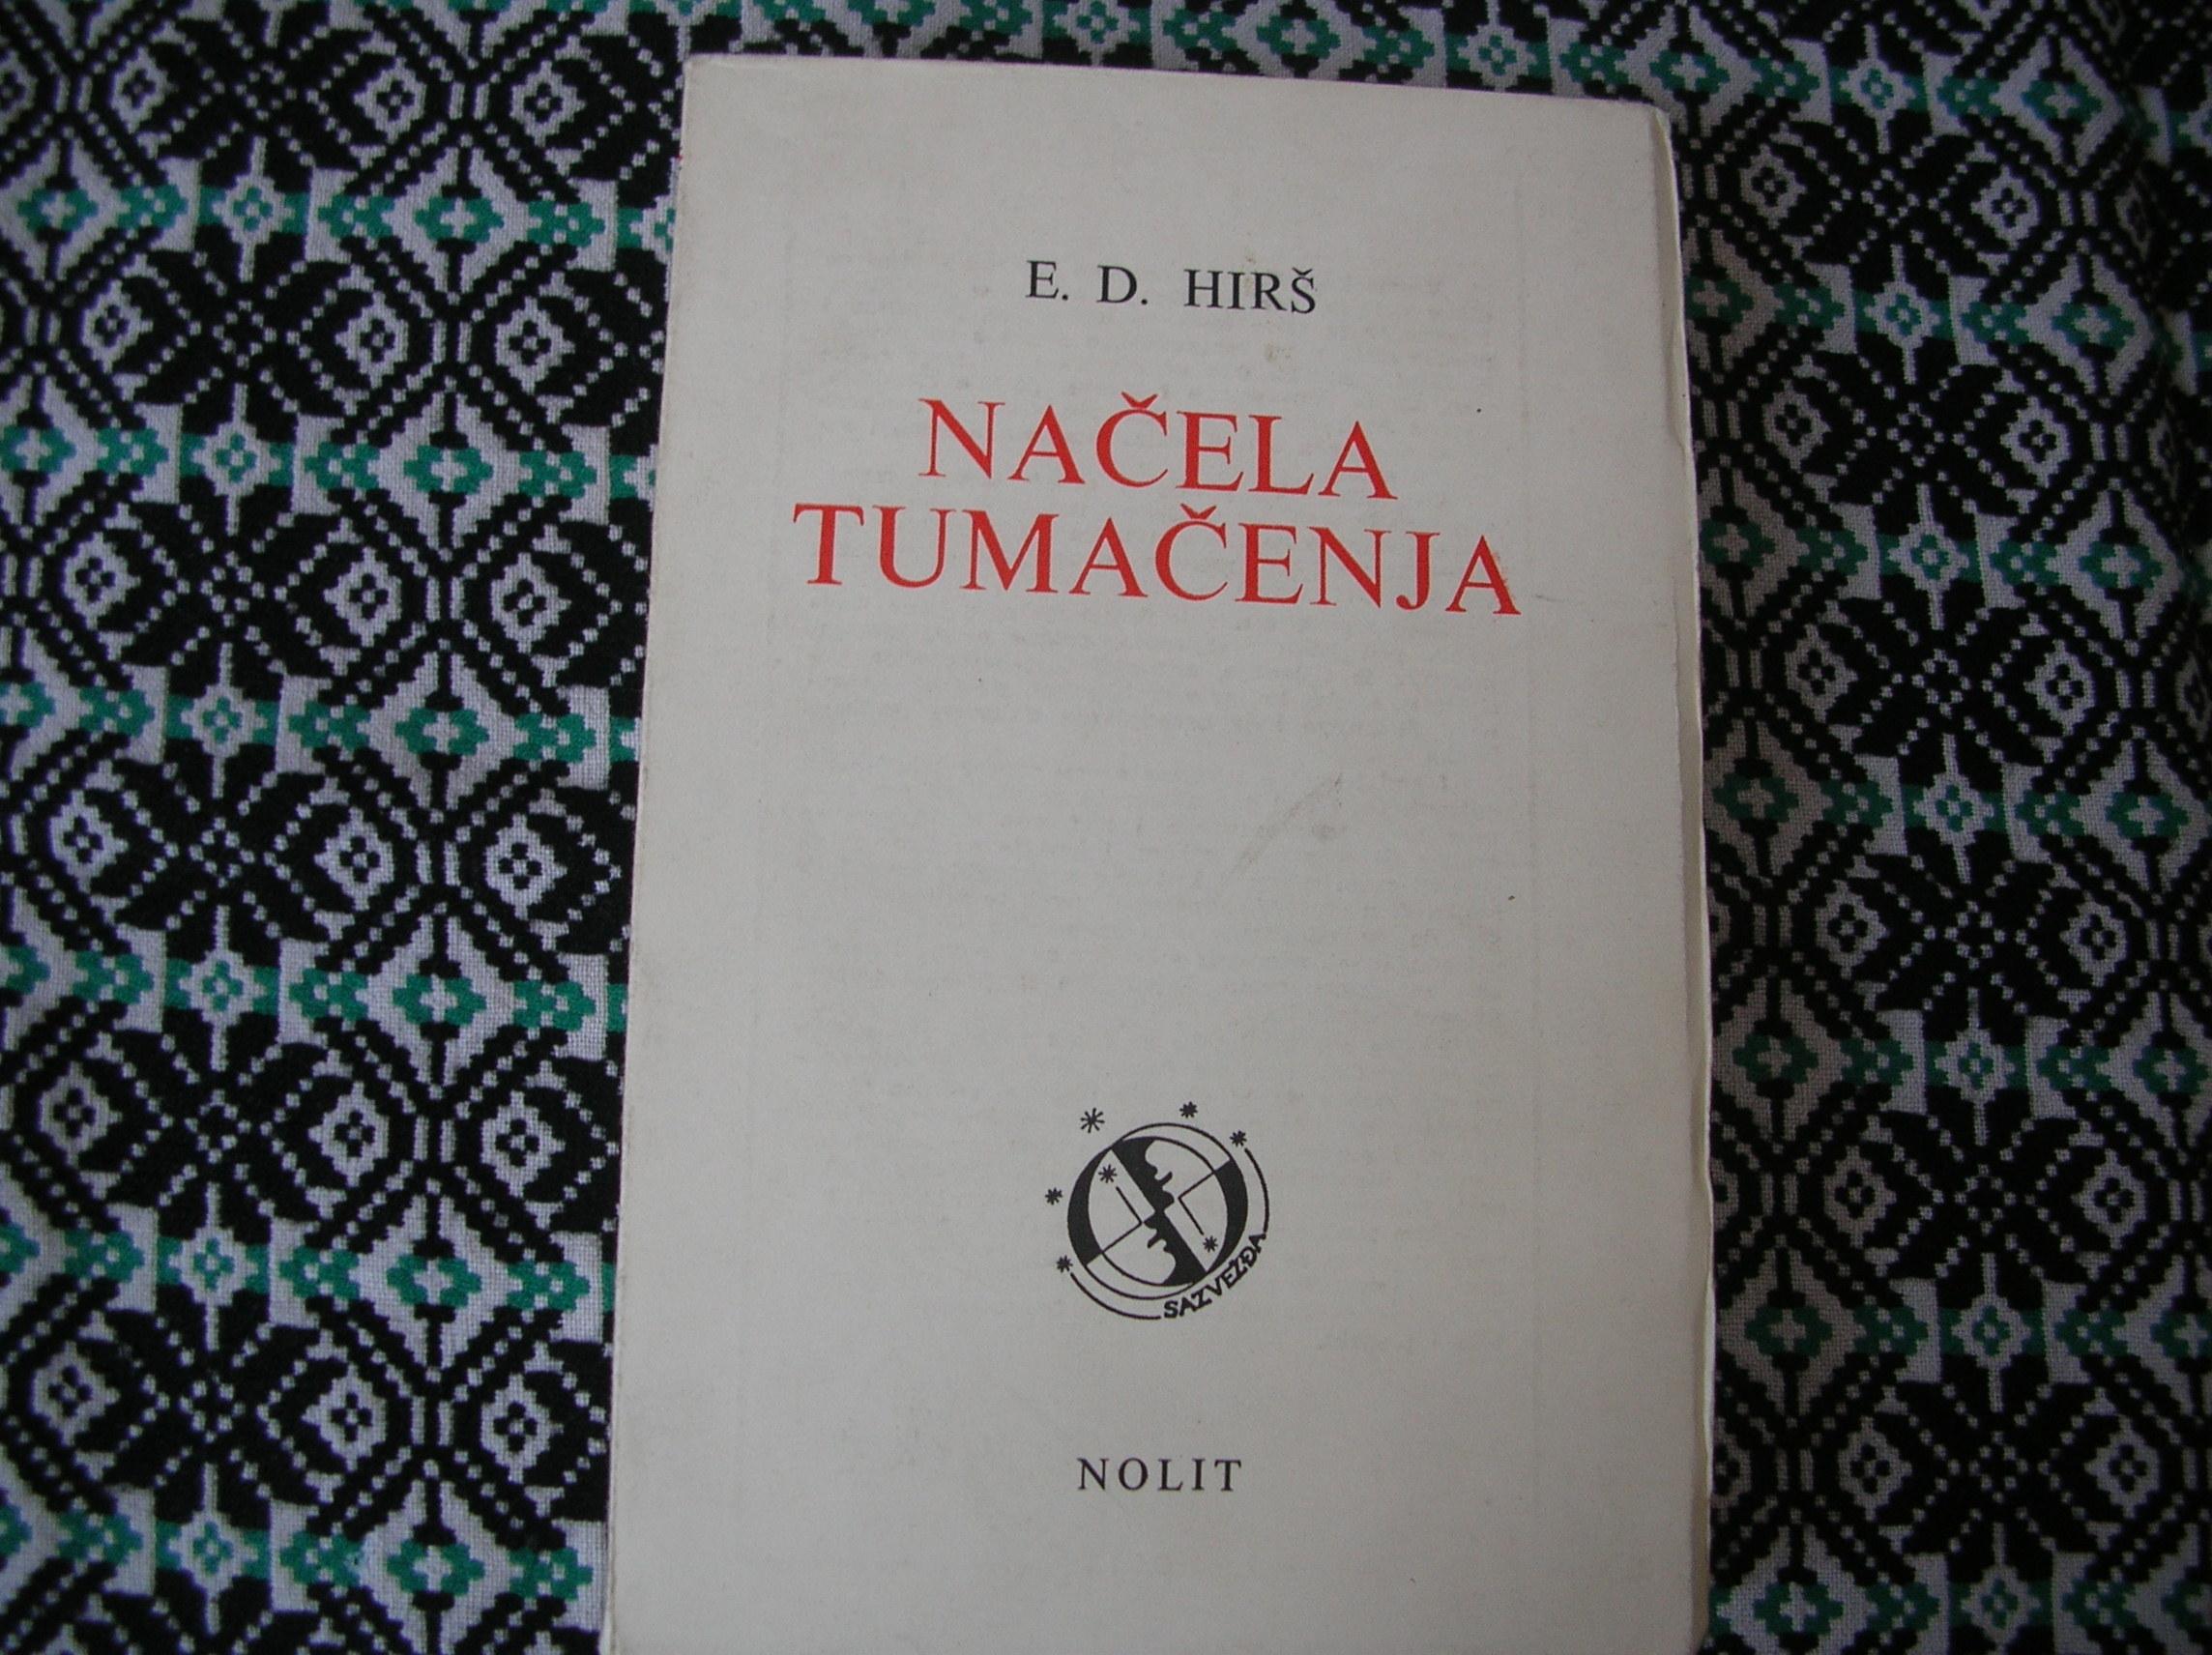 E. D. HIRŠ
NAČELA
TUMAČENJA
SAZVEŽĐA
NOLIT